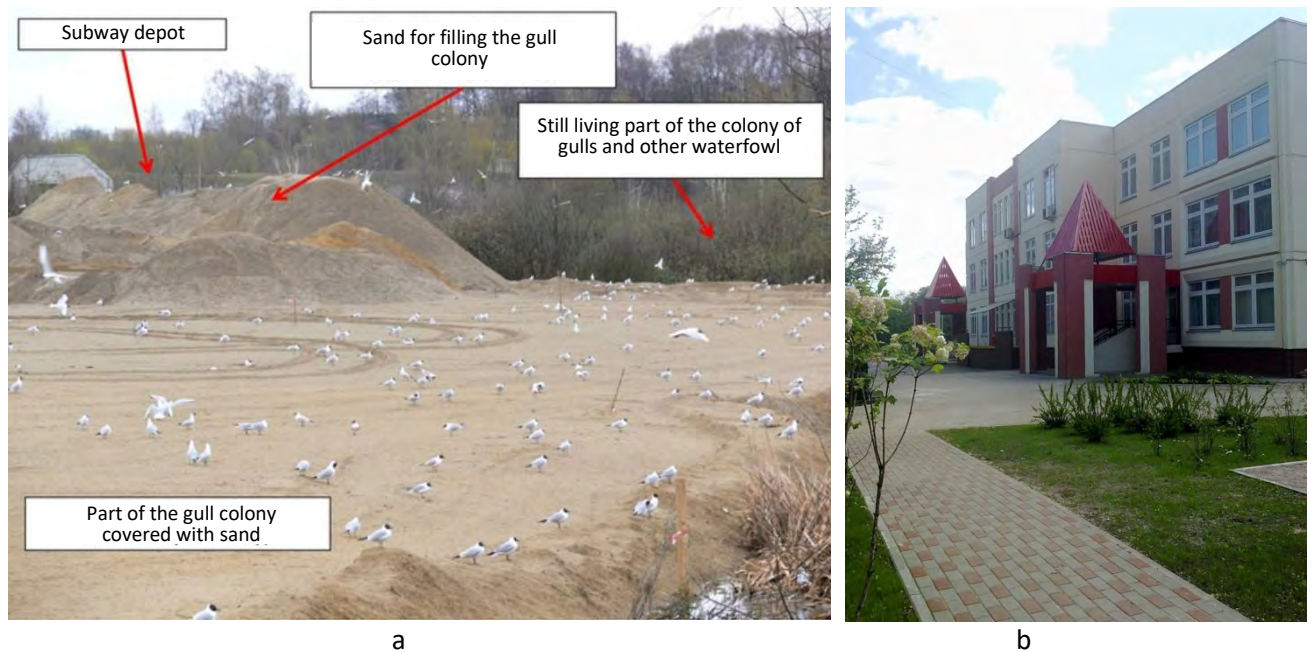 Subway depot
Sand for filling the gull
colony
Still living part of the colony of
gulls and other waterfowl
Part of the gull colony
covered with sand
a
b